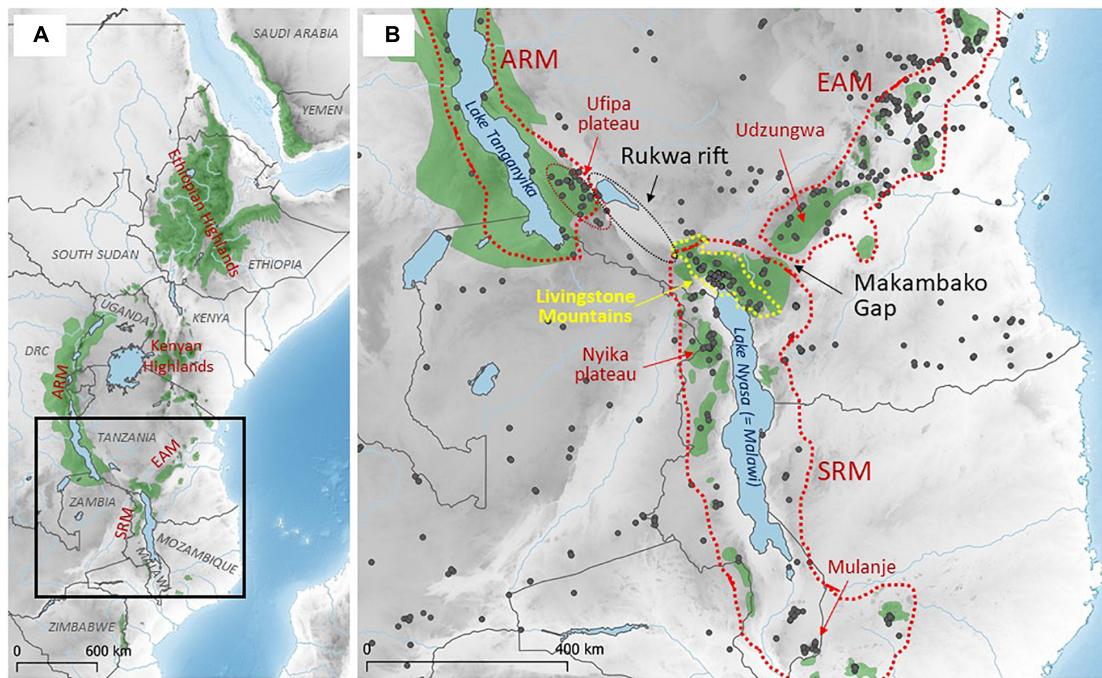 A
SAUDI ARABIA
YEMEN
Ethiopian Highlands
SOUTH SUDAN
ETHIOPIA
UGANDA
KENYA
DRC
Kenyan
Highlands
ARM
TANZANIA
EAM
ZAMBIA
SRM
MOZAMBIQUE
MALAWI
ZIMBABWE
0 600 km
B
ARM
EAM
Lake Tanganyika
Ufipa
plateau
Udzungwa
Rukwa rift
Livingstone
Mountains
Makambako
Gap
Nyika
plateau
Lake Nyasa (= Malawi)
SRM
Mulanje
0 400 km